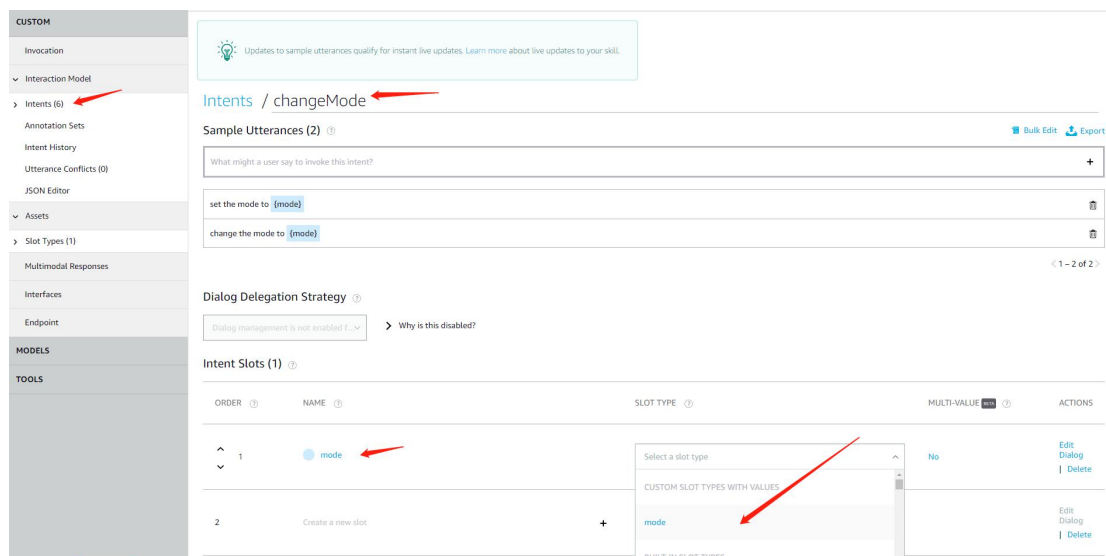 CUSTOM
Invocation
Interaction Model
Intents (6)
Annotation Sets
Intent History
Utterance Conflicts (0)
JSON Editor
Assets
Slot Types (1)
Multimodal Responses
Interfaces
Endpoint
MODELS
TOOLS
Updates to sample utterances qualify for instant live updates. Learn more about live updates to your skill.
Intents / changeMode
Sample Utterances (2)
Bulk Edit Export
What might a user say to invoke this intent?
set the mode to {mode}
change the mode to {mode}
< 1 – 2 of 2 >
Dialog Delegation Strategy
Dialog management is not enabled f...
Why is this disabled?
Intent Slots (1)
ORDER NAME SLOT TYPE MULTI-VALUE BETA ACTIONS
1 mode Select a slot type No Edit
Dialog
| Delete
CUSTOM SLOT TYPES WITH VALUES
mode
2 Create a new slot Edit
Dialog
| Delete
BUILT-IN SLOT TYPES